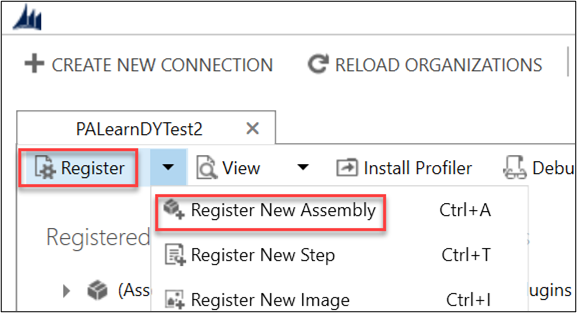 CREATE NEW CONNECTION RELOAD ORGANIZATIONS
PALearnDYTest2
Register View Install Profiler Debu
Register New Assembly Ctrl+A
Registered s
Register New Step Ctrl+T
(Asse ugins
Register New Image Ctrl+I